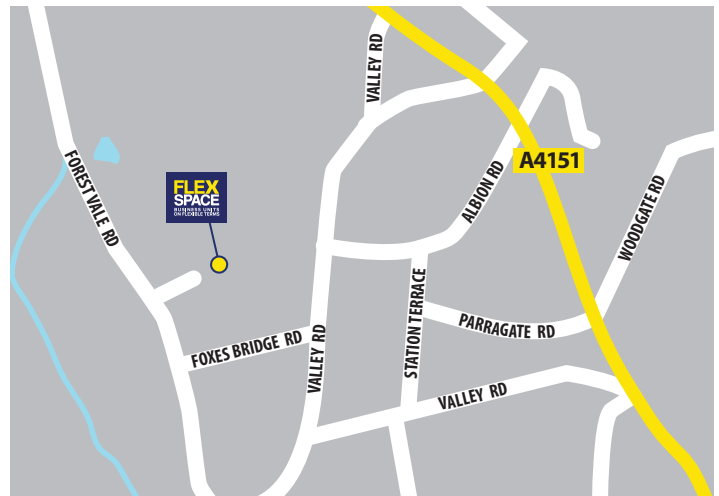 VALLEY RD
A4151
FOREST VALE RD
FLEX
SPACE
BUSINESS UNITS
ON FLEXIBLE TERMS
ALBION RD
WOODGATE RD
STATION TERRACE
PARRAGATE RD
FOXES BRIDGE RD
VALLEY RD
VALLEY RD